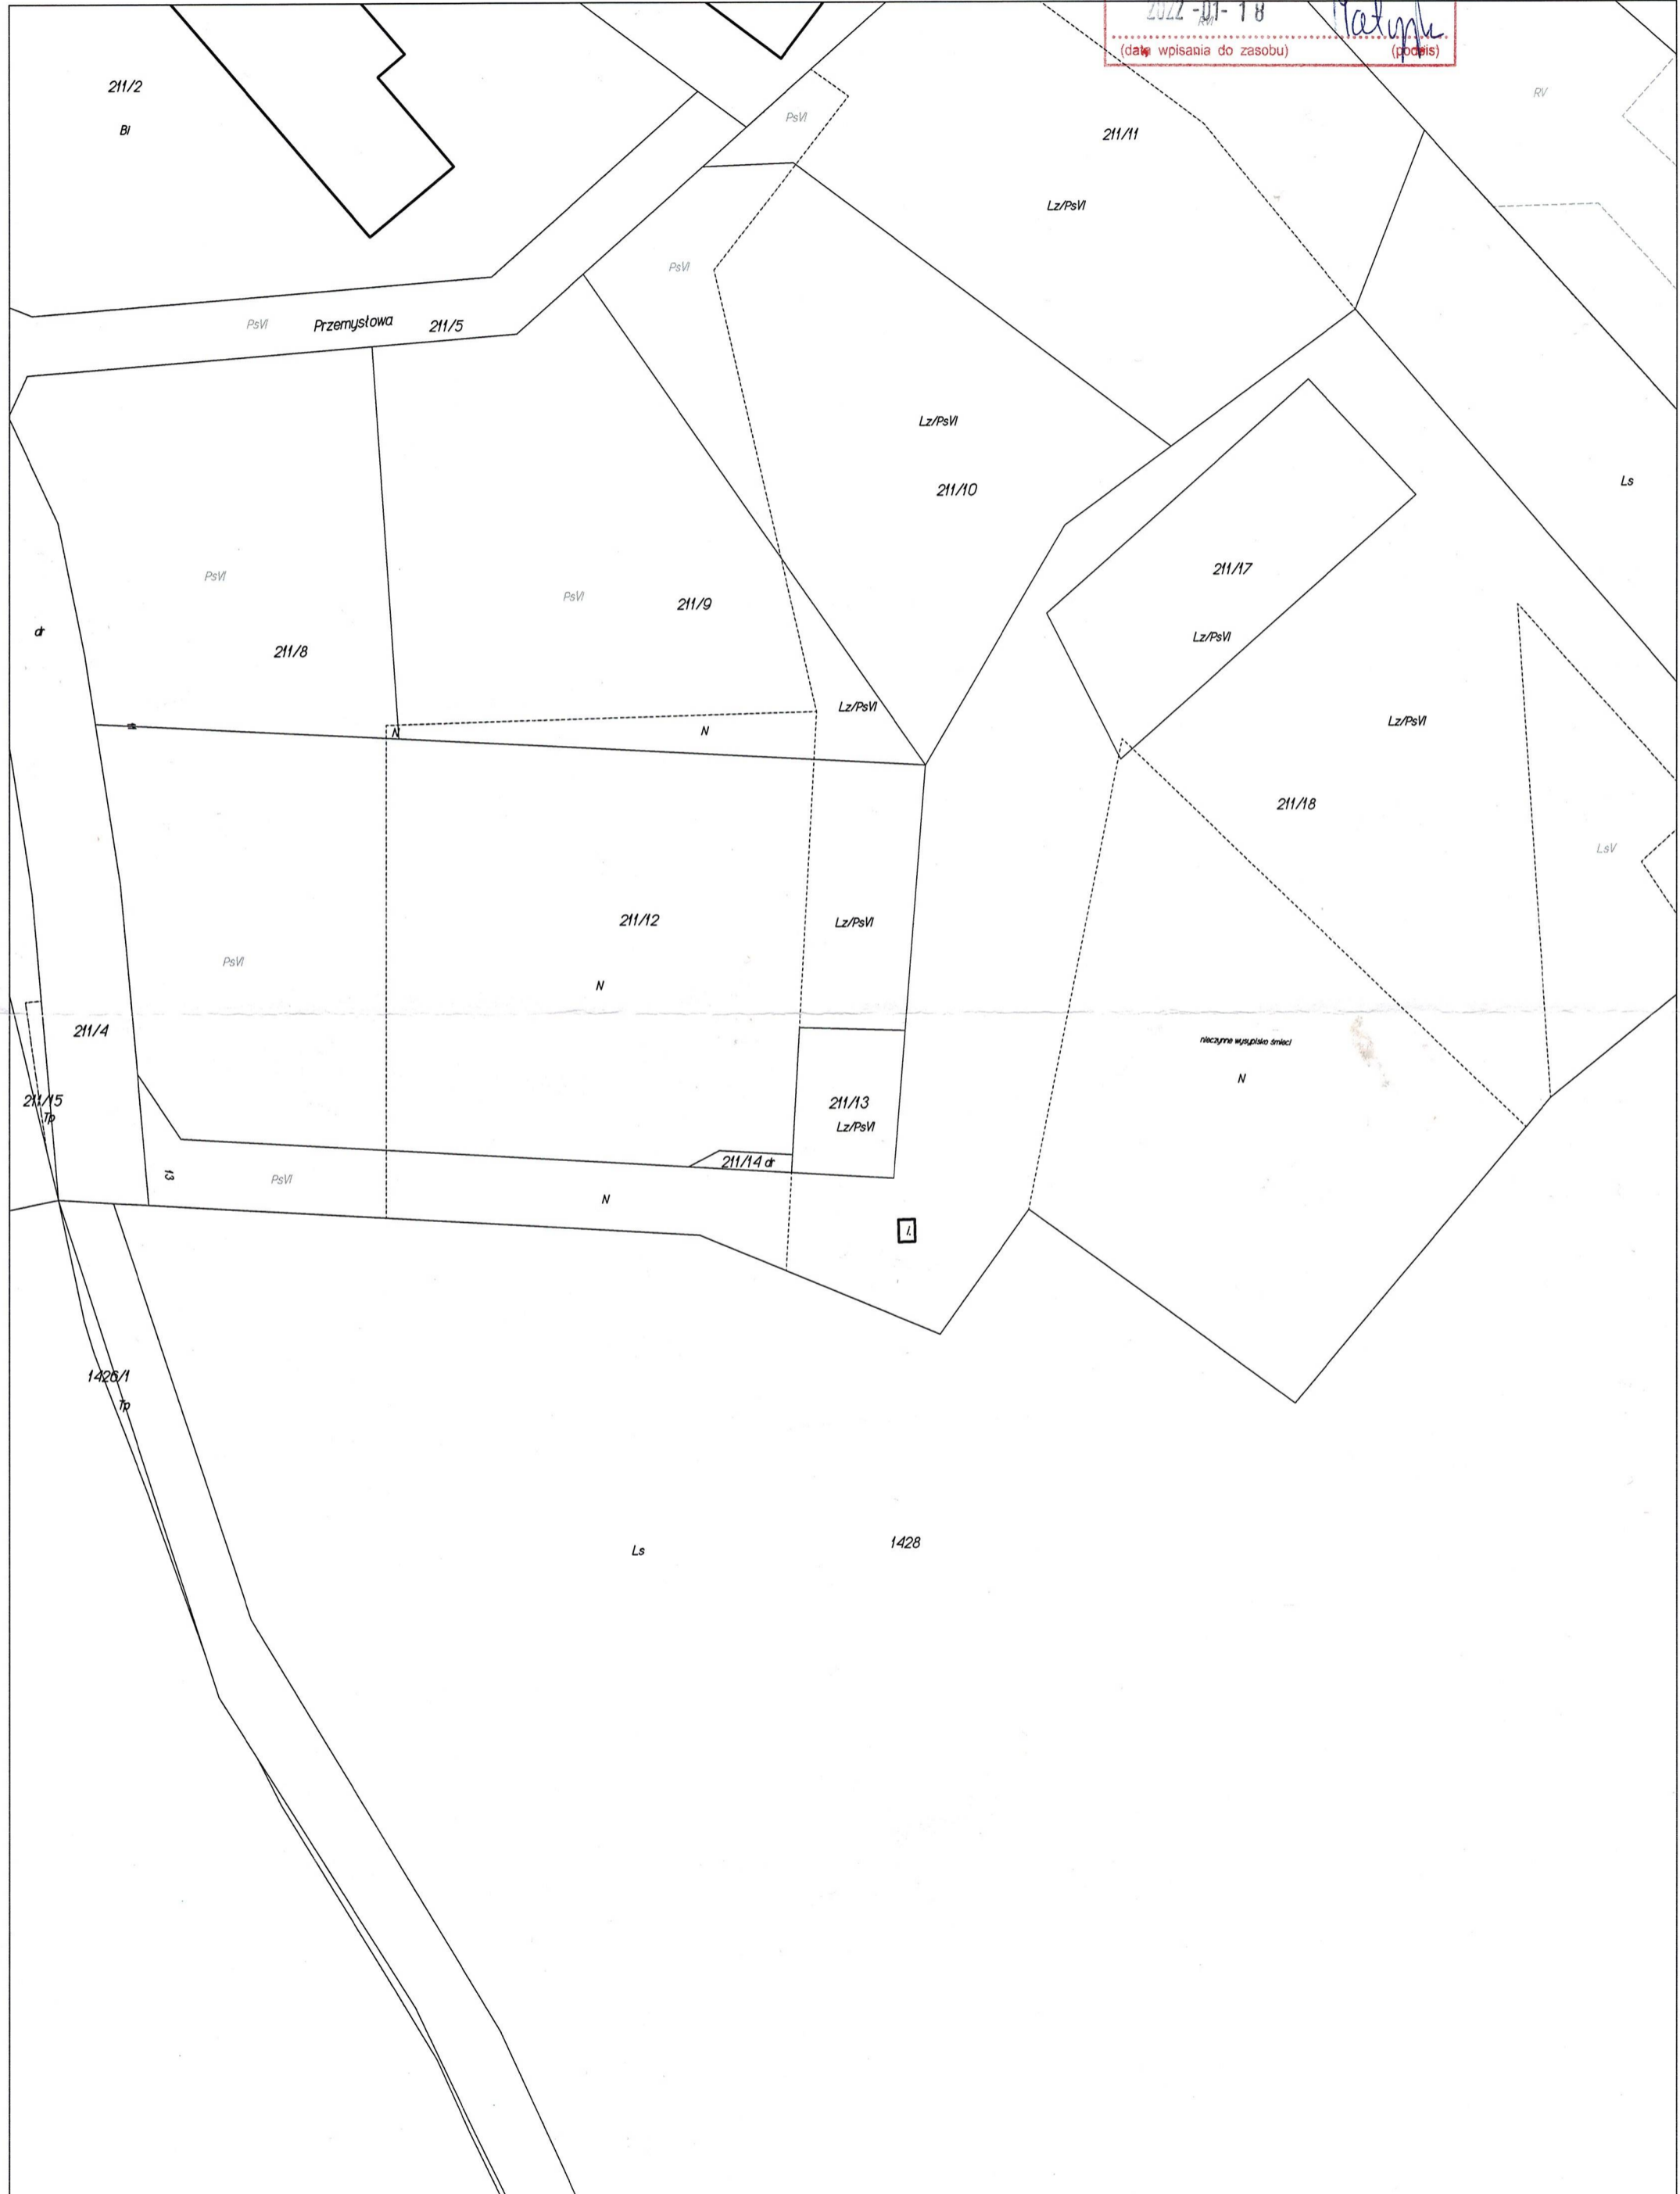 2022 -01- 18
RVI
(data wpisania do zasobu) (podpis)
211/2
Bi
RV
PsVI
211/11
Lz/PsVI
PsVI
PsVI
Przemysłowa
211/5
Lz/PsVI
211/10
Ls
211/17
PsVI
PsVI
211/9
dr
Lz/PsVI
211/8
Lz/PsVI
Lz/PsVI
N
N
N
211/18
LsV
211/12
Lz/PsVI
PsVI
N
211/4
nieczynne wysypisko śmieci
N
211/15
Tp
211/13
Lz/PsVI
211/14 dr
13
PsVI
N
i
1426/1
Tp
1428
Ls